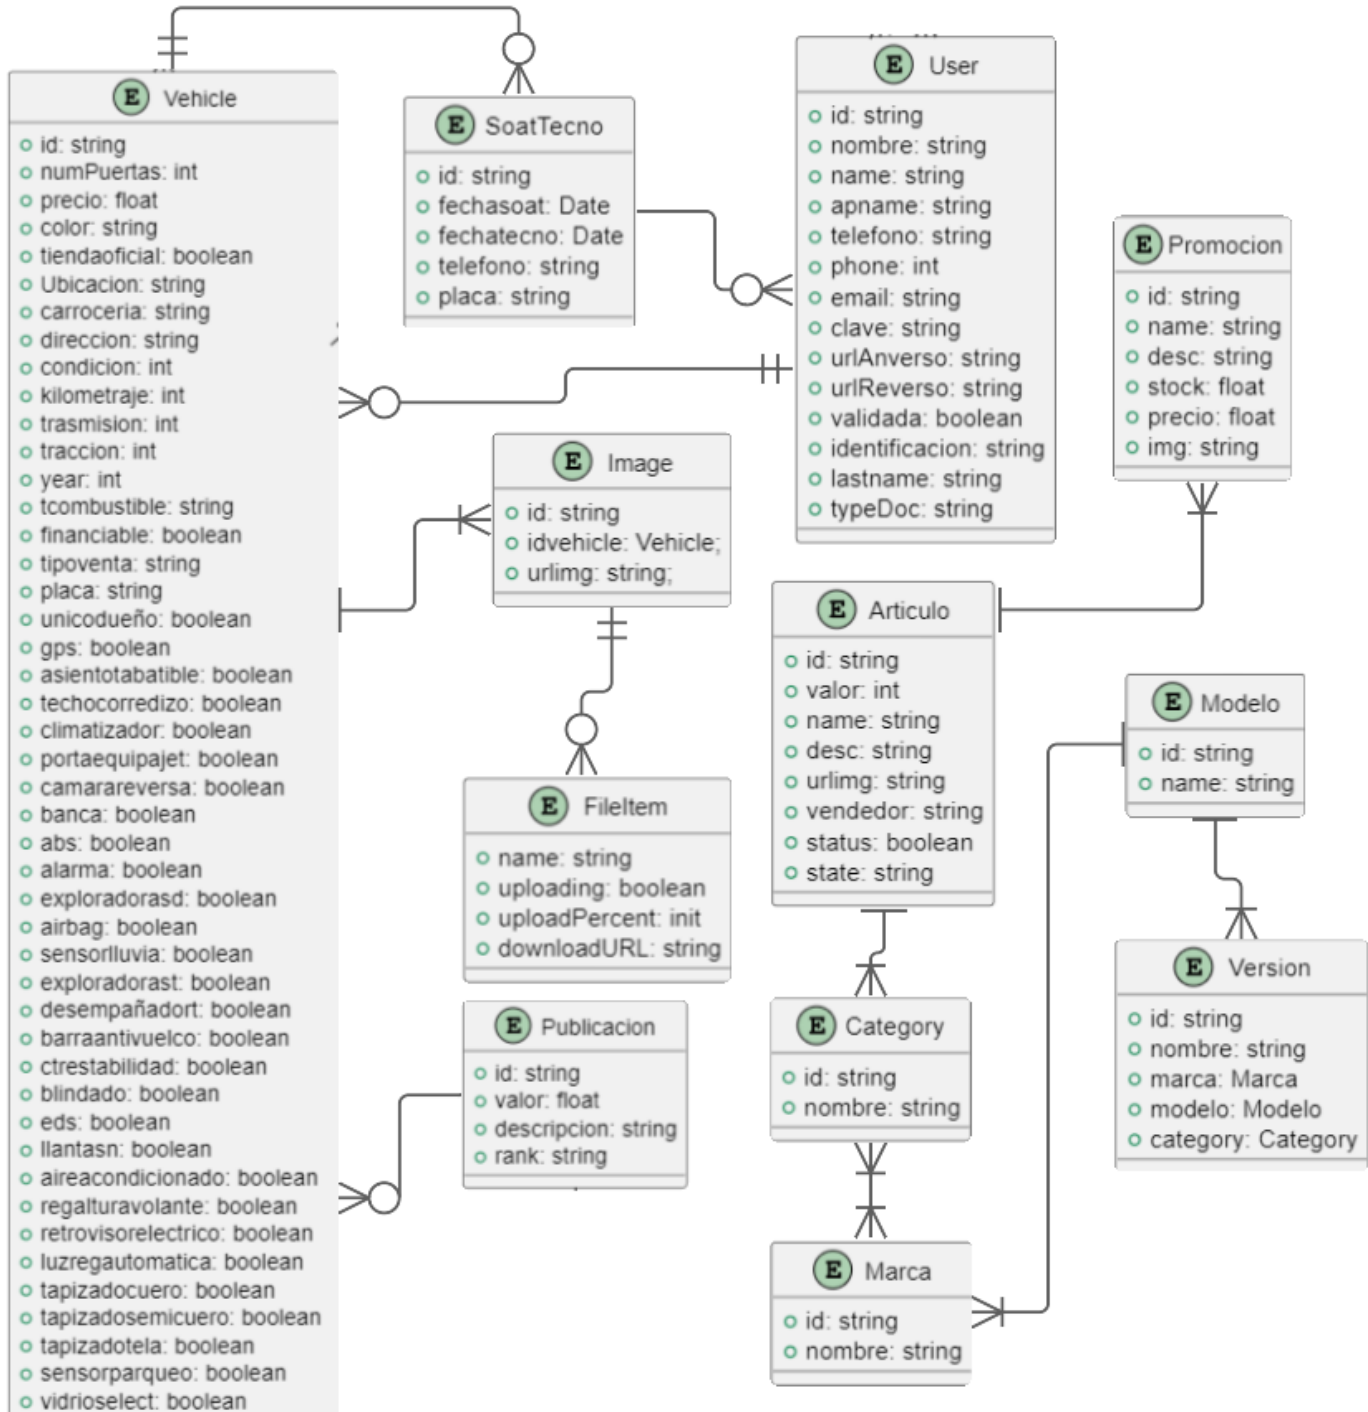 E Vehicle
id: string
numPuertas: int
precio: float
color: string
tiendaoficial: boolean
Ubicacion: string
carroceria: string
direccion: string
condicion: int
kilometraje: int
trasmision: int
traccion: int
year: int
tcombustible: string
financiable: boolean
tipoventa: string
placa: string
unicodueño: boolean
gps: boolean
asientotabatible: boolean
techocorredizo: boolean
climatizador: boolean
portaequipajet: boolean
camarareversa: boolean
banca: boolean
abs: boolean
alarma: boolean
exploradorasd: boolean
airbag: boolean
sensorlluvia: boolean
exploradorast: boolean
desempañadort: boolean
barraantivuelco: boolean
ctrestabilidad: boolean
blindado: boolean
eds: boolean
llantasn: boolean
aireacondicionado: boolean
regalturavolante: boolean
retrovisorelectrico: boolean
luzregautomatica: boolean
tapizadocuero: boolean
tapizadosemicuero: boolean
tapizadotela: boolean
sensorparqueo: boolean
vidrioselect: boolean
E SoatTecno
id: string
fechasoat: Date
fechatecno: Date
telefono: string
placa: string
E User
id: string
nombre: string
name: string
apname: string
telefono: string
phone: int
email: string
clave: string
urlAnverso: string
urlReverso: string
validada: boolean
identificacion: string
lastname: string
typeDoc: string
E Promocion
id: string
name: string
desc: string
stock: float
precio: float
img: string
E Image
id: string
idvehicle: Vehicle;
urlimg: string;
E Articulo
id: string
valor: int
name: string
desc: string
urlimg: string
vendedor: string
status: boolean
state: string
E Modelo
id: string
name: string
E FileItem
name: string
uploading: boolean
uploadPercent: init
downloadURL: string
E Version
id: string
nombre: string
marca: Marca
modelo: Modelo
category: Category
E Publicacion
id: string
valor: float
descripcion: string
rank: string
E Category
id: string
nombre: string
E Marca
id: string
nombre: string